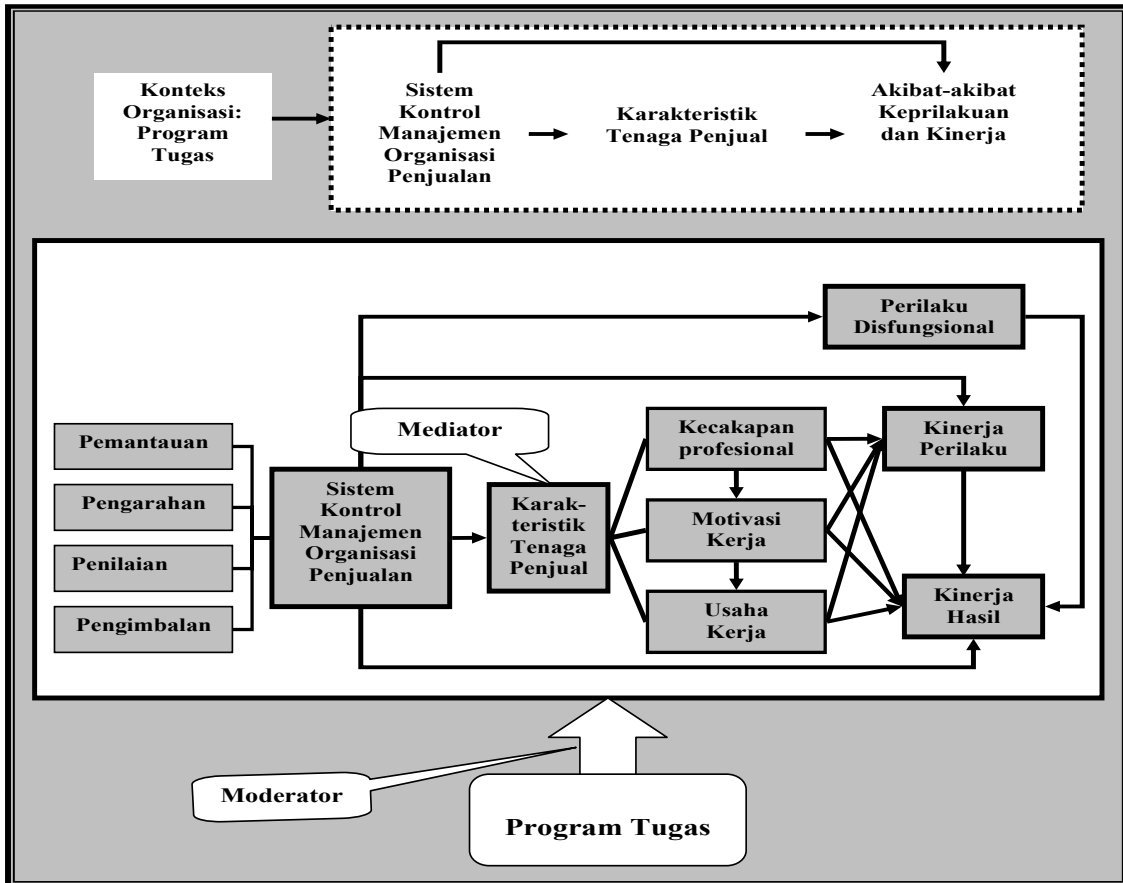 Konteks
Organisasi:
Program
Tugas
Sistem
Kontrol
Manajemen
Organisasi
Penjualan
Karakteristik
Tenaga Penjual
Akibat-akibat
Keprilakuan
dan Kinerja
Perilaku
Disfungsional
Mediator
Pemantauan
Pengarahan
Penilaian
Pengimbalan
Sistem
Kontrol
Manajemen
Organisasi
Penjualan
Karak-
teristik
Tenaga
Penjual
Kecakapan
profesional
Motivasi
Kerja
Usaha
Kerja
Kinerja
Perilaku
Kinerja
Hasil
Moderator
Program Tugas